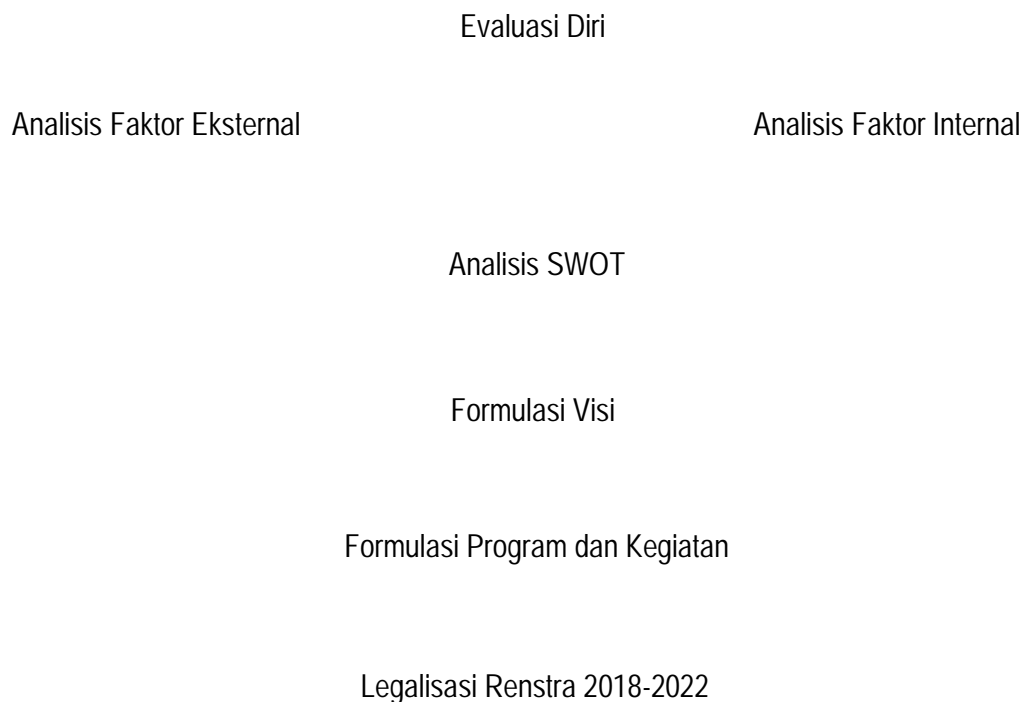 Evaluasi Diri
Analisis Faktor Eksternal
Analisis Faktor Internal
Analisis SWOT
Formulasi Visi
Formulasi Program dan Kegiatan
Legalisasi Renstra 2018-2022